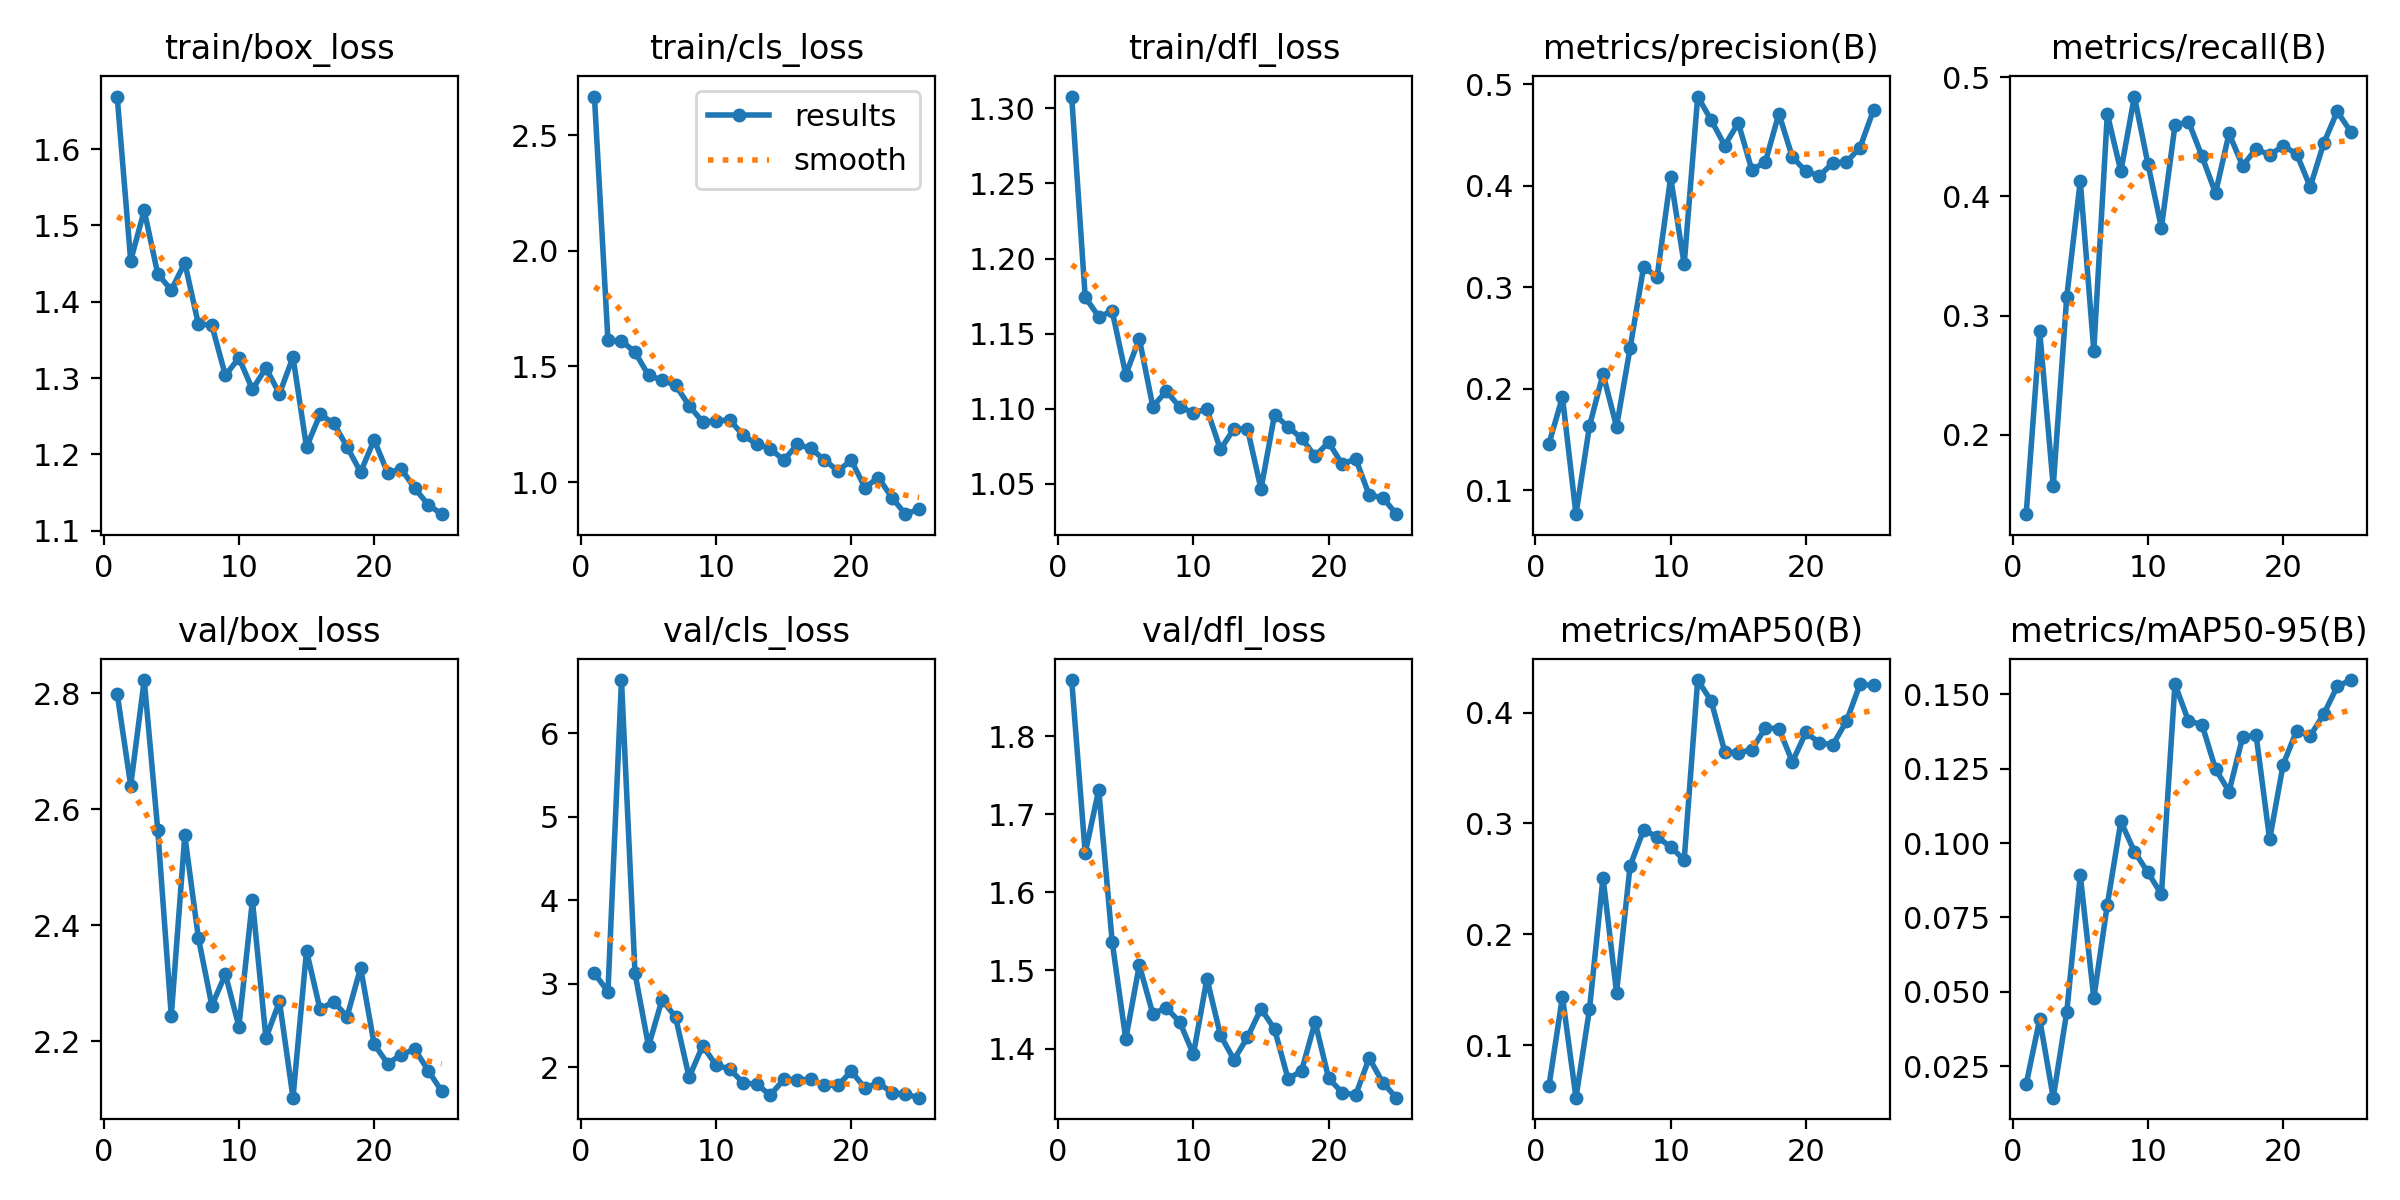 train/box_loss
1.6
1.5
1.4
1.3
1.2
1.1
0 10 20
train/cls_loss
results
smooth
2.5
2.0
1.5
1.0
0 10 20
train/dfl_loss
1.30
1.25
1.20
1.15
1.10
1.05
0 10 20
metrics/precision(B)
0.5
0.4
0.3
0.2
0.1
0 10 20
metrics/recall(B)
0.5
0.4
0.3
0.2
0 10 20
val/box_loss
2.8
2.6
2.4
2.2
0 10 20
val/cls_loss
6
5
4
3
2
0 10 20
val/dfl_loss
1.8
1.7
1.6
1.5
1.4
0 10 20
metrics/mAP50(B)
0.4
0.3
0.2
0.1
0 10 20
metrics/mAP50-95(B)
0.150
0.125
0.100
0.075
0.050
0.025
0 10 20